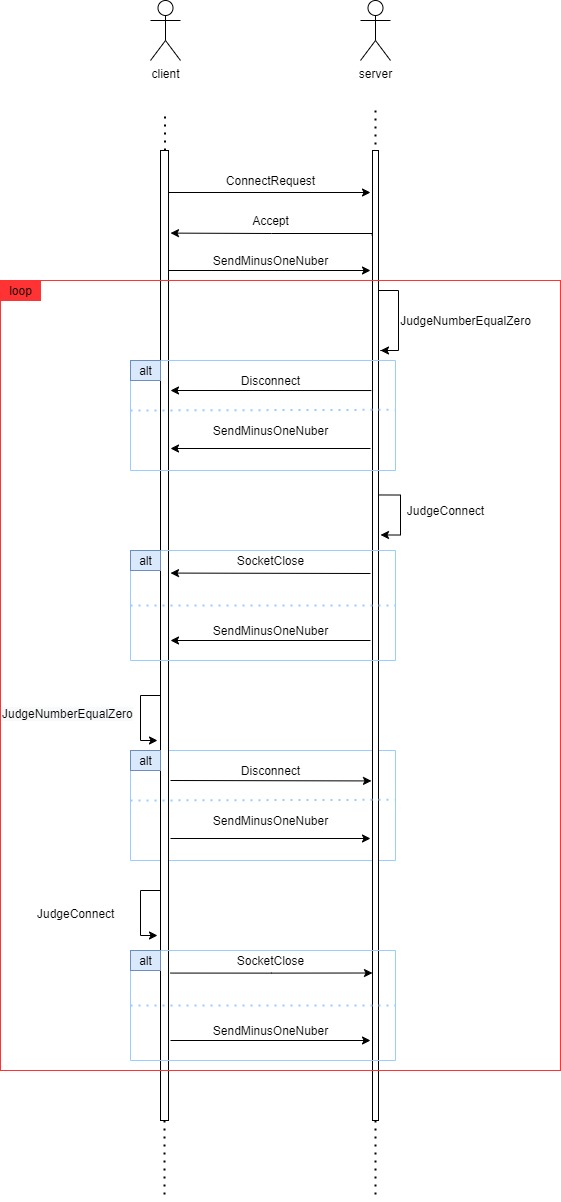 client
server
ConnectRequest
Accept
SendMinusOneNuber
loop
JudgeNumberEqualZero
alt
Disconnect
SendMinusOneNuber
JudgeConnect
alt
SocketClose
SendMinusOneNuber
JudgeNumberEqualZero
alt
Disconnect
SendMinusOneNuber
JudgeConnect
alt
SocketClose
SendMinusOneNuber